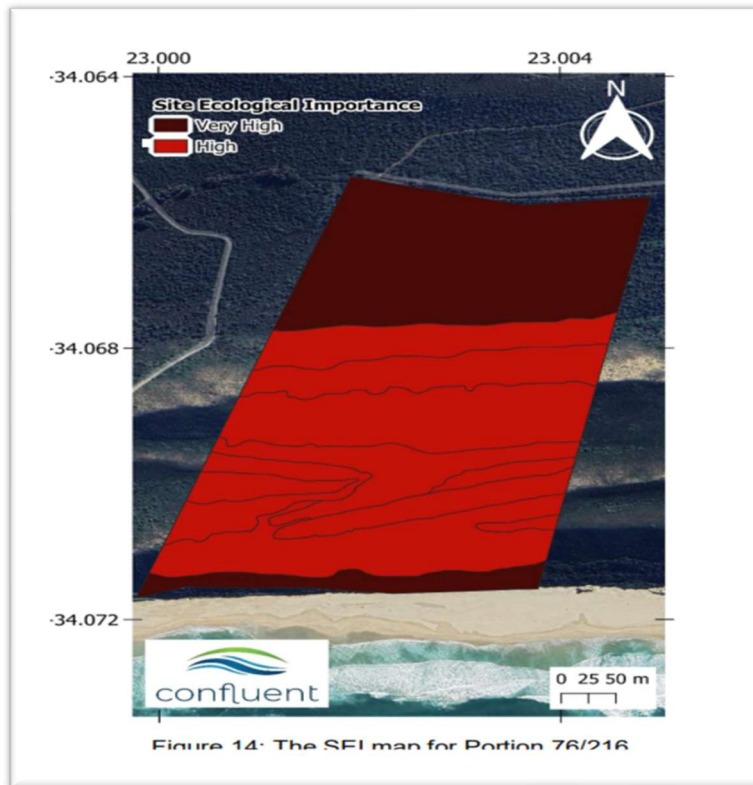 23.000 23.004
-34.064
N
Site Ecological Importance
Very High
High
-34.068
-34.072
confluent
0 25 50 m
Figure 14: The SEI map for Portion 76/216